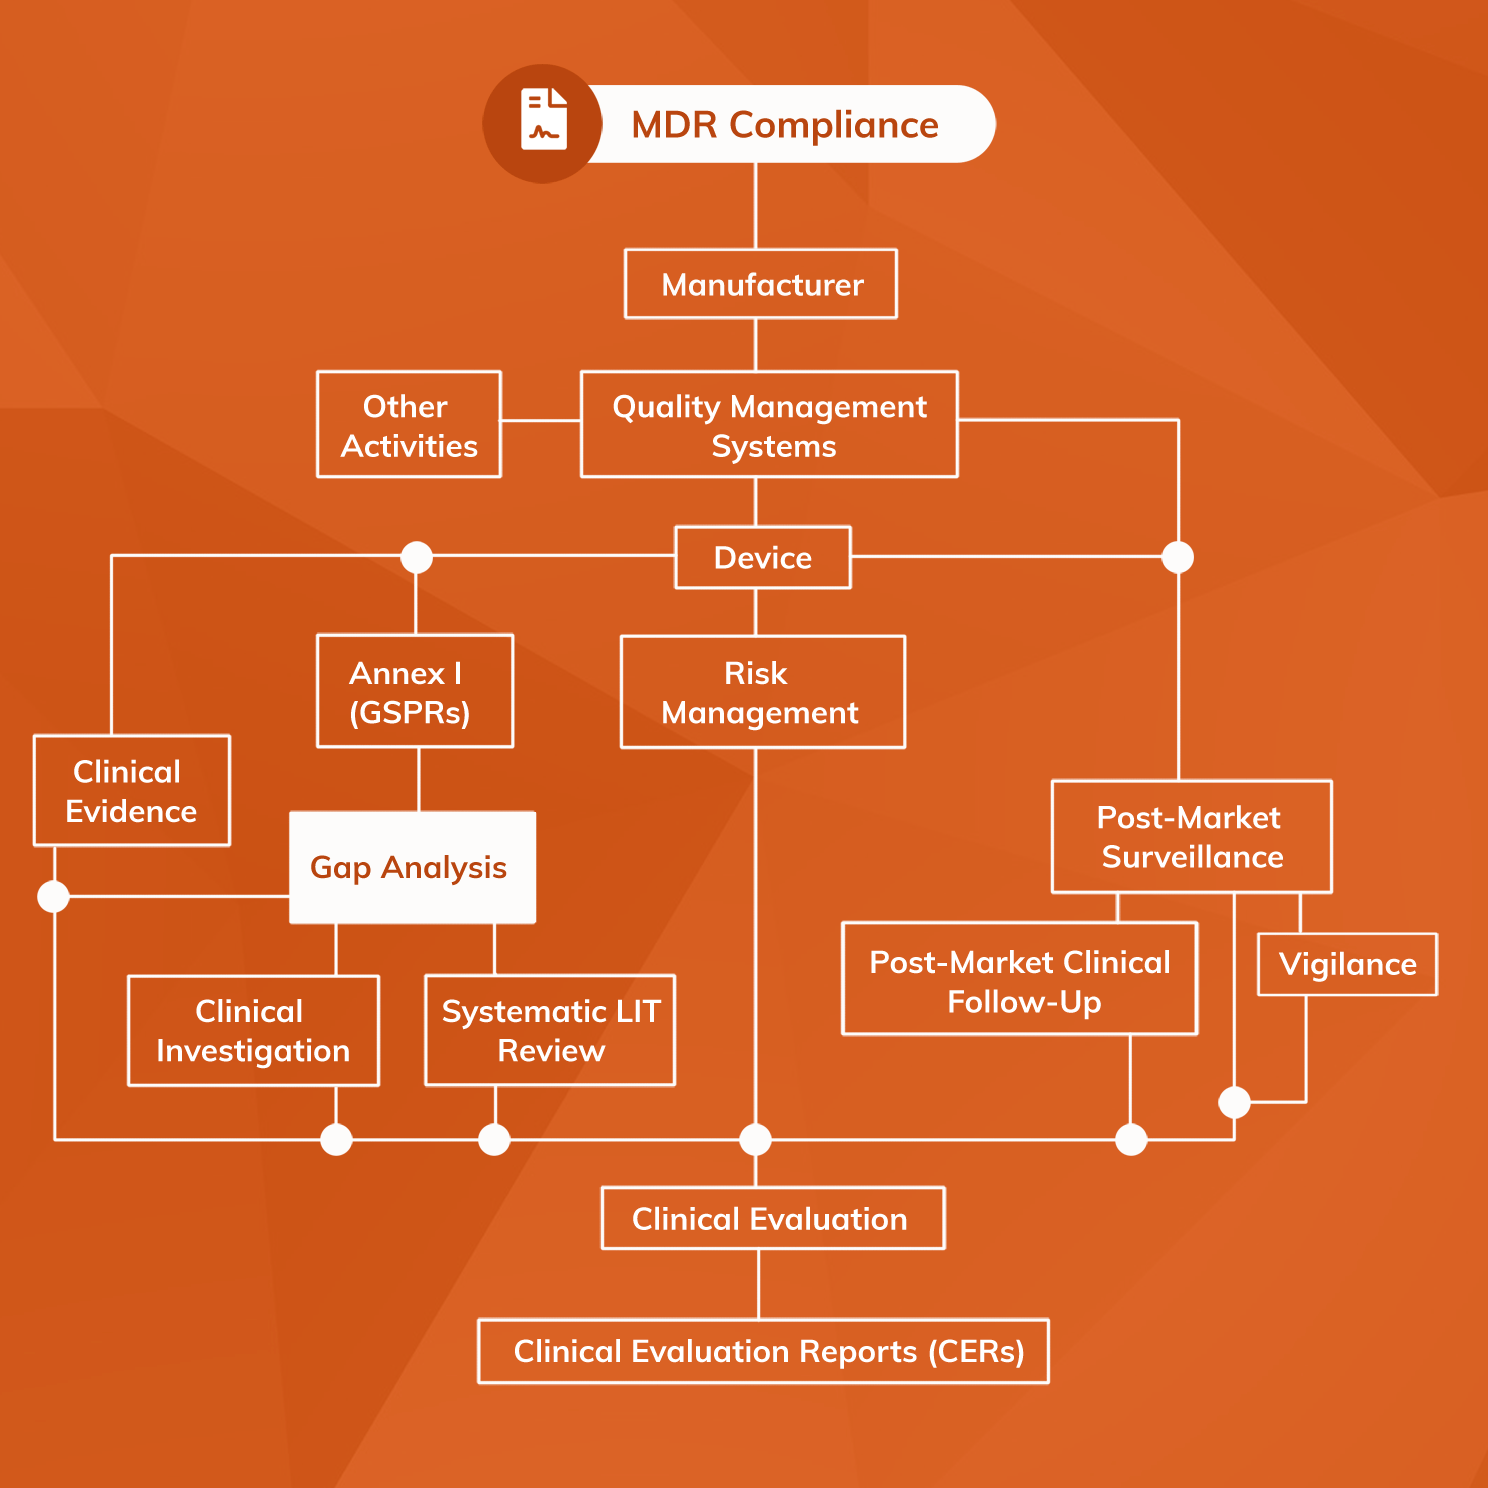 MDR Compliance
Manufacturer
Other
Activities
Quality Management
Systems
Device
Annex I
(GSPRs)
Risk
Management
Clinical
Evidence
Gap Analysis
Post-Market
Surveillance
Post-Market Clinical
Follow-Up
Vigilance
Clinical
Investigation
Systematic LIT
Review
Clinical Evaluation
Clinical Evaluation Reports (CERs)